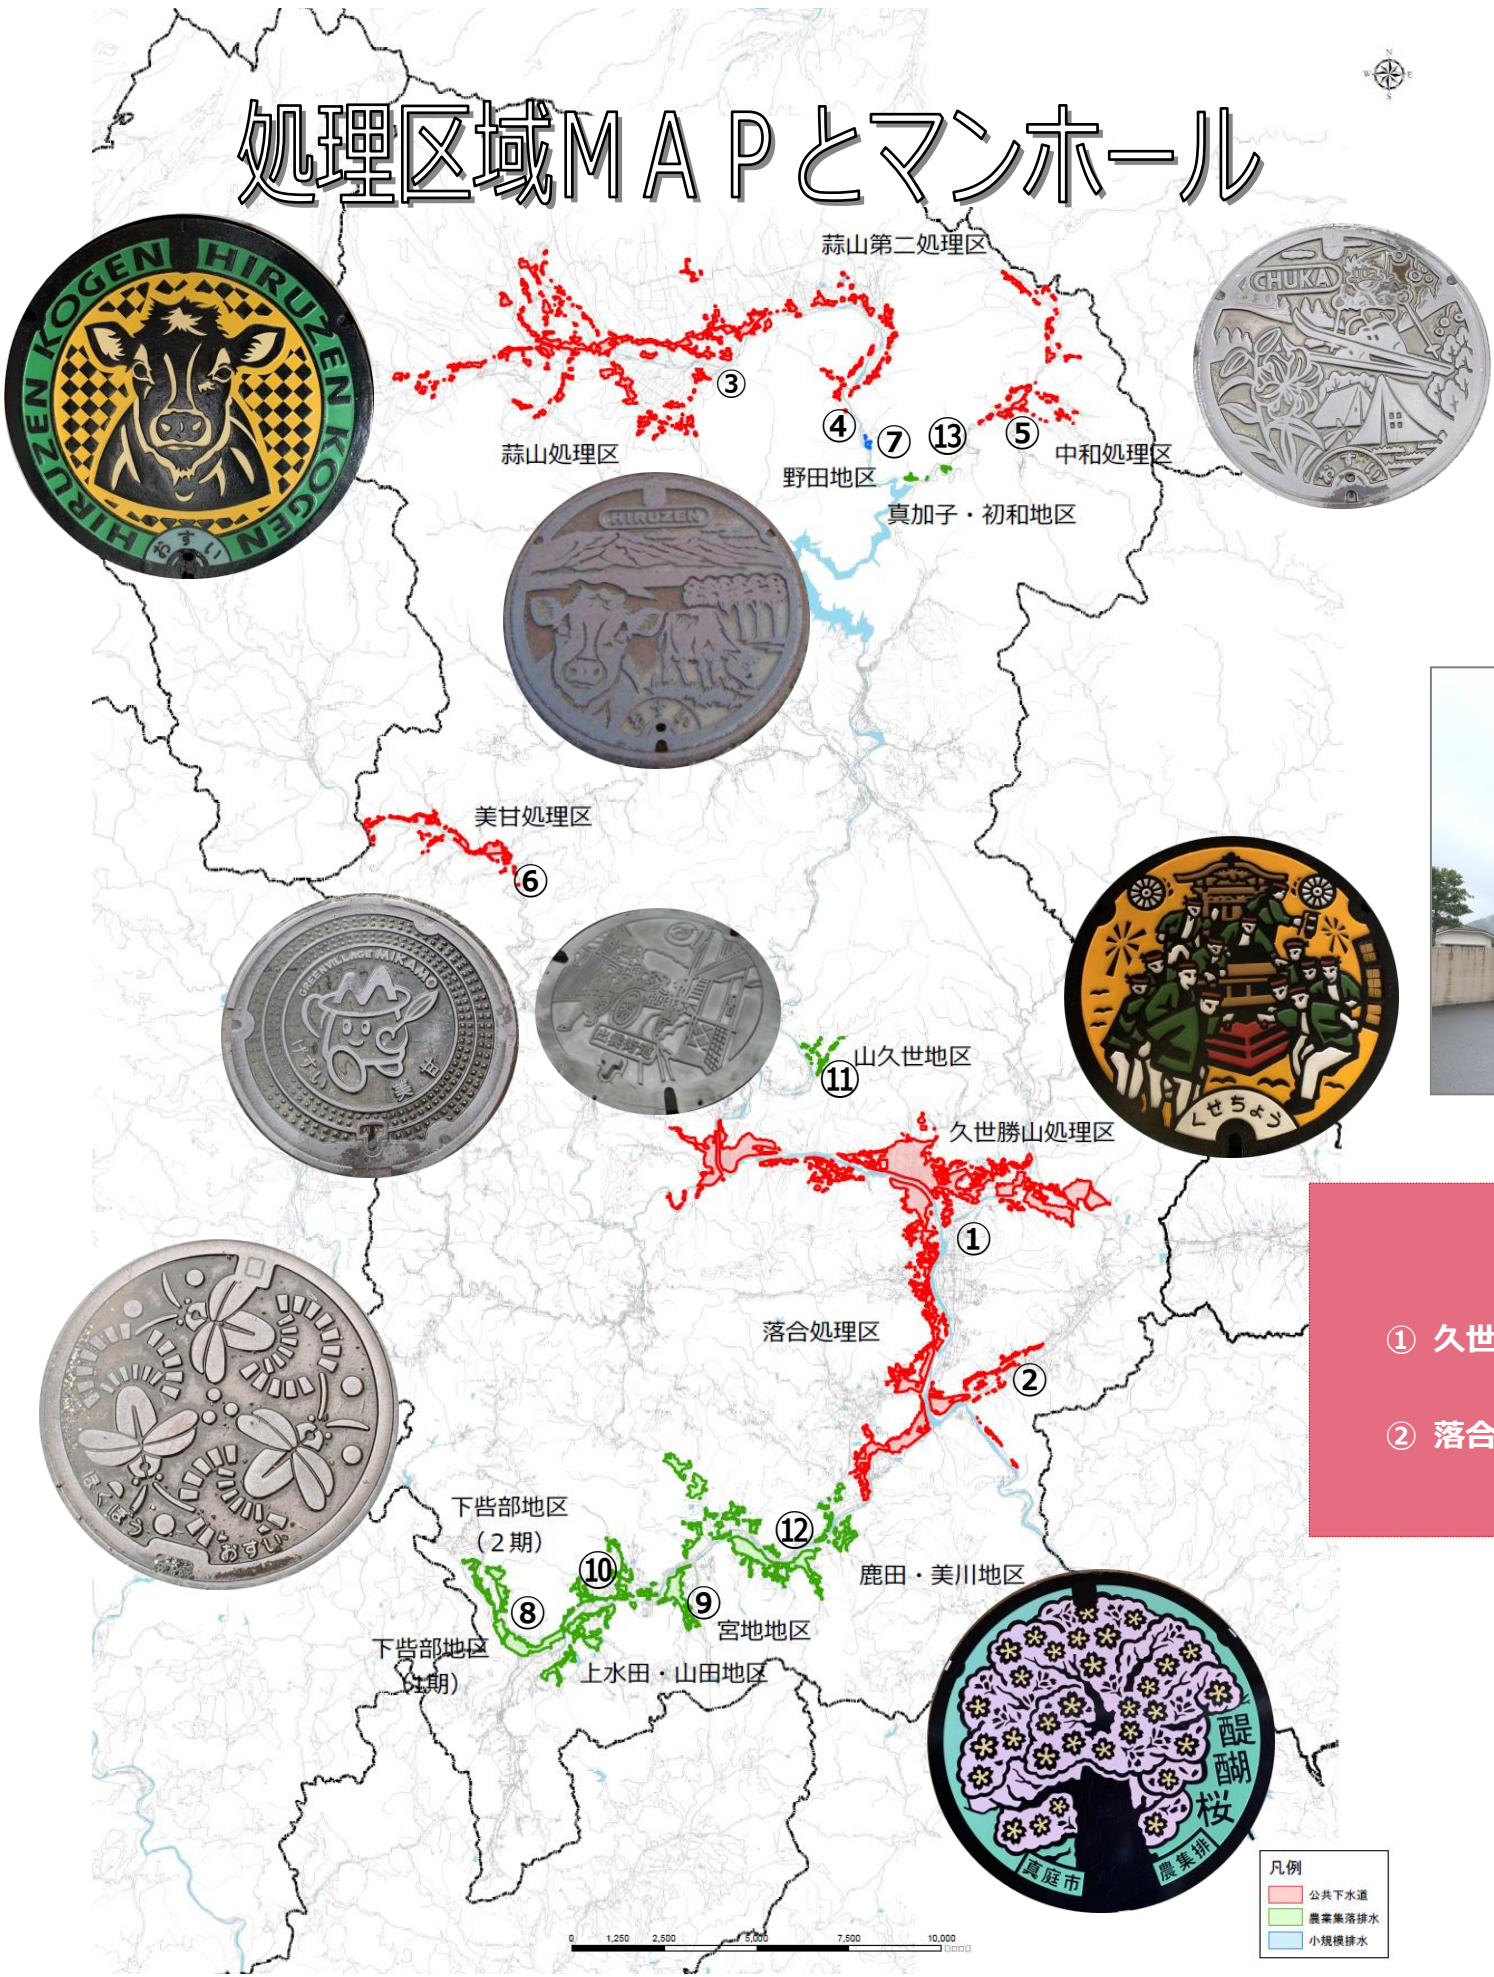 処理区域MAPとマンホール
N
W E
S
蒜山第二処理区
HIRUZEN KOGEN HIRUZEN KOGEN
おすい
CHUKA
おすい
③
④
⑦
⑬
⑤
蒜山処理区
野田地区
中和処理区
真加子・初和地区
HIRUZEN
美甘処理区
⑥
GREENVILLAGE MIKAMO
げすい
美甘
くせちょう
山久世地区
⑪
久世勝山処理区
①
落合処理区
②
① 久世
② 落合
ほくぼう
おすい
下呰部地区
（２期）
⑫
⑩
鹿田・美川地区
⑧
⑨
宮地地区
下呰部地区
（1期）
上水田・山田地区
醍醐桜
真庭市
農集排
凡例
公共下水道
農業集落排水
小規模排水
0 1,250 2,500 5,000 7,500 10,000